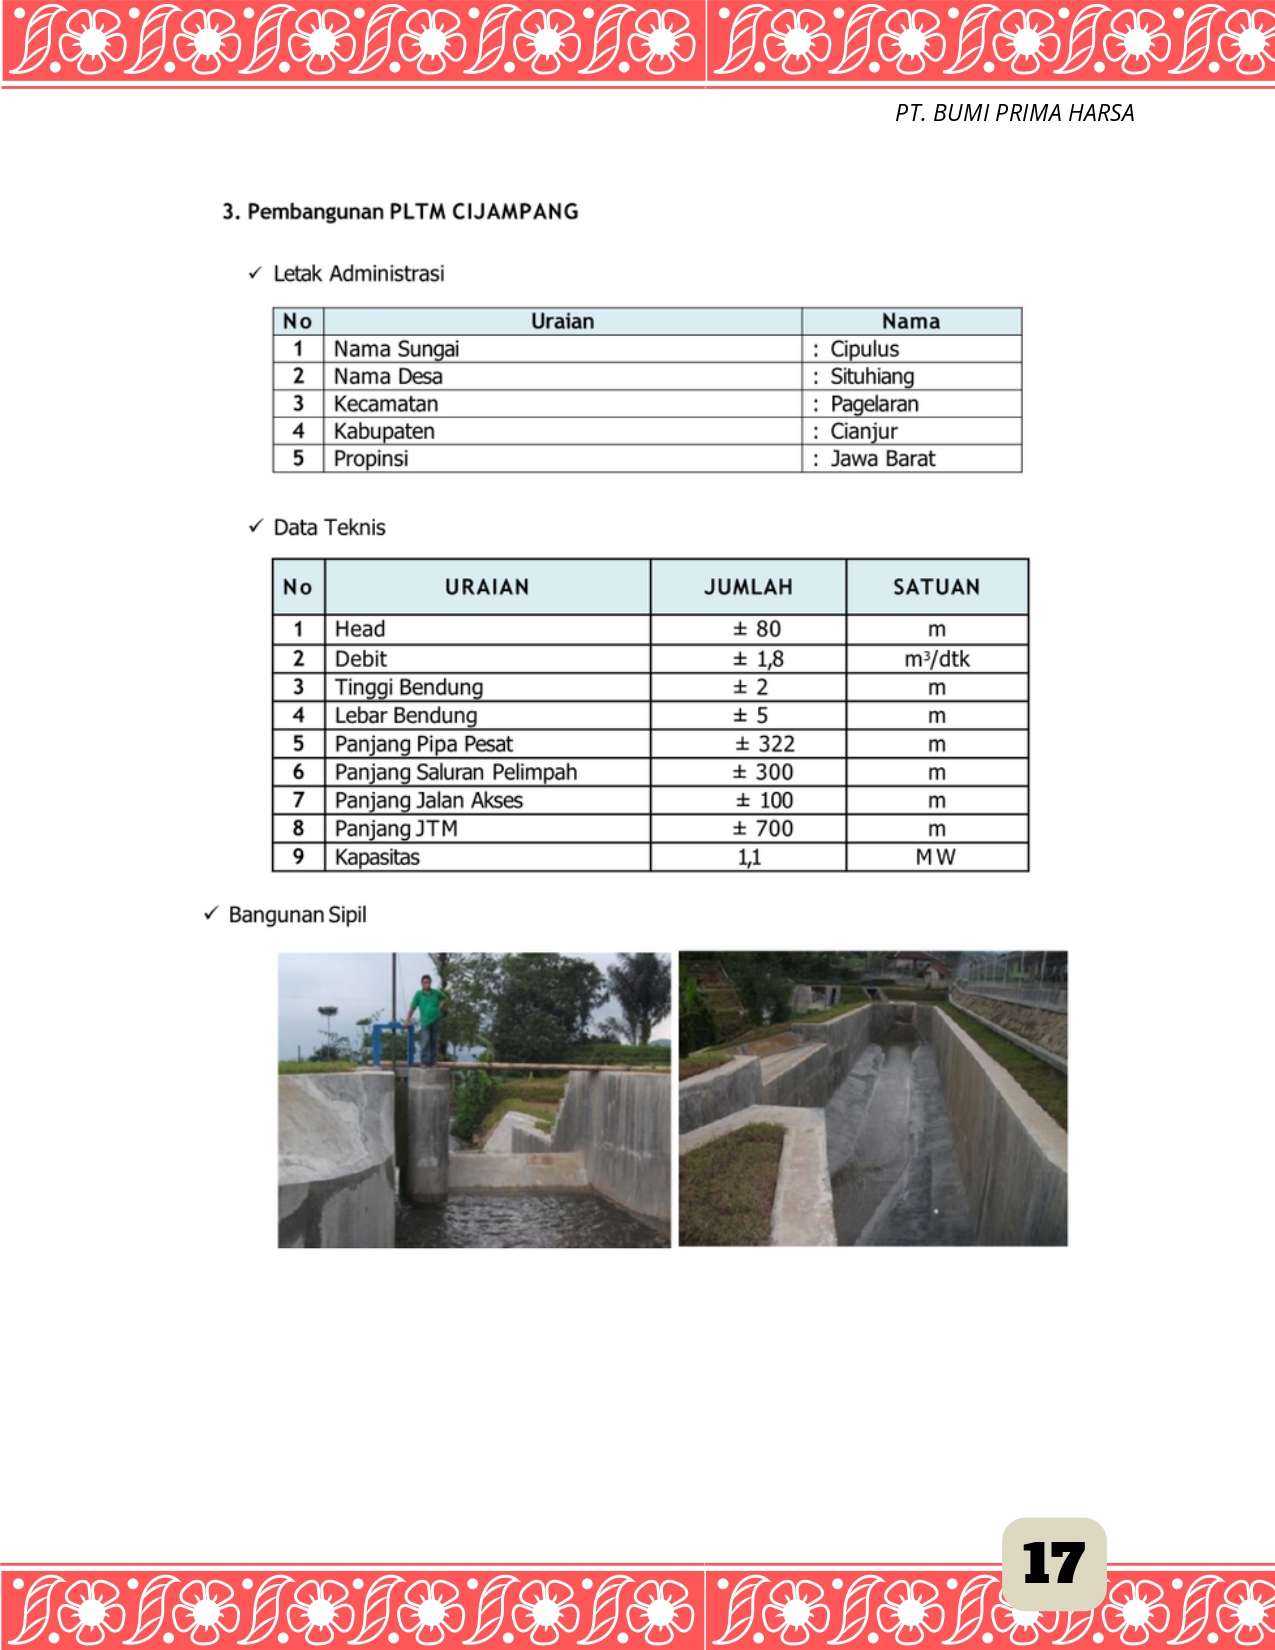 PT. BUMI PRIMA HARSA
3. Pembangunan PLTM CIJAMPANG
✓ Letak Administrasi
No Uraian Nama
1 Nama Sungai : Cipulus
2 Nama Desa : Situhiang
3 Kecamatan : Pagelaran
4 Kabupaten : Cianjur
5 Propinsi : Jawa Barat
✓ Data Teknis
No URAIAN JUMLAH SATUAN
1 Head ± 80 m
2 Debit ± 1,8 m³/dtk
3 Tinggi Bendung ± 2 m
4 Lebar Bendung ± 5 m
5 Panjang Pipa Pesat ± 322 m
6 Panjang Saluran Pelimpah ± 300 m
7 Panjang Jalan Akses ± 100 m
8 Panjang JTM ± 700 m
9 Kapasitas 1,1 MW
✓ Bangunan Sipil
17